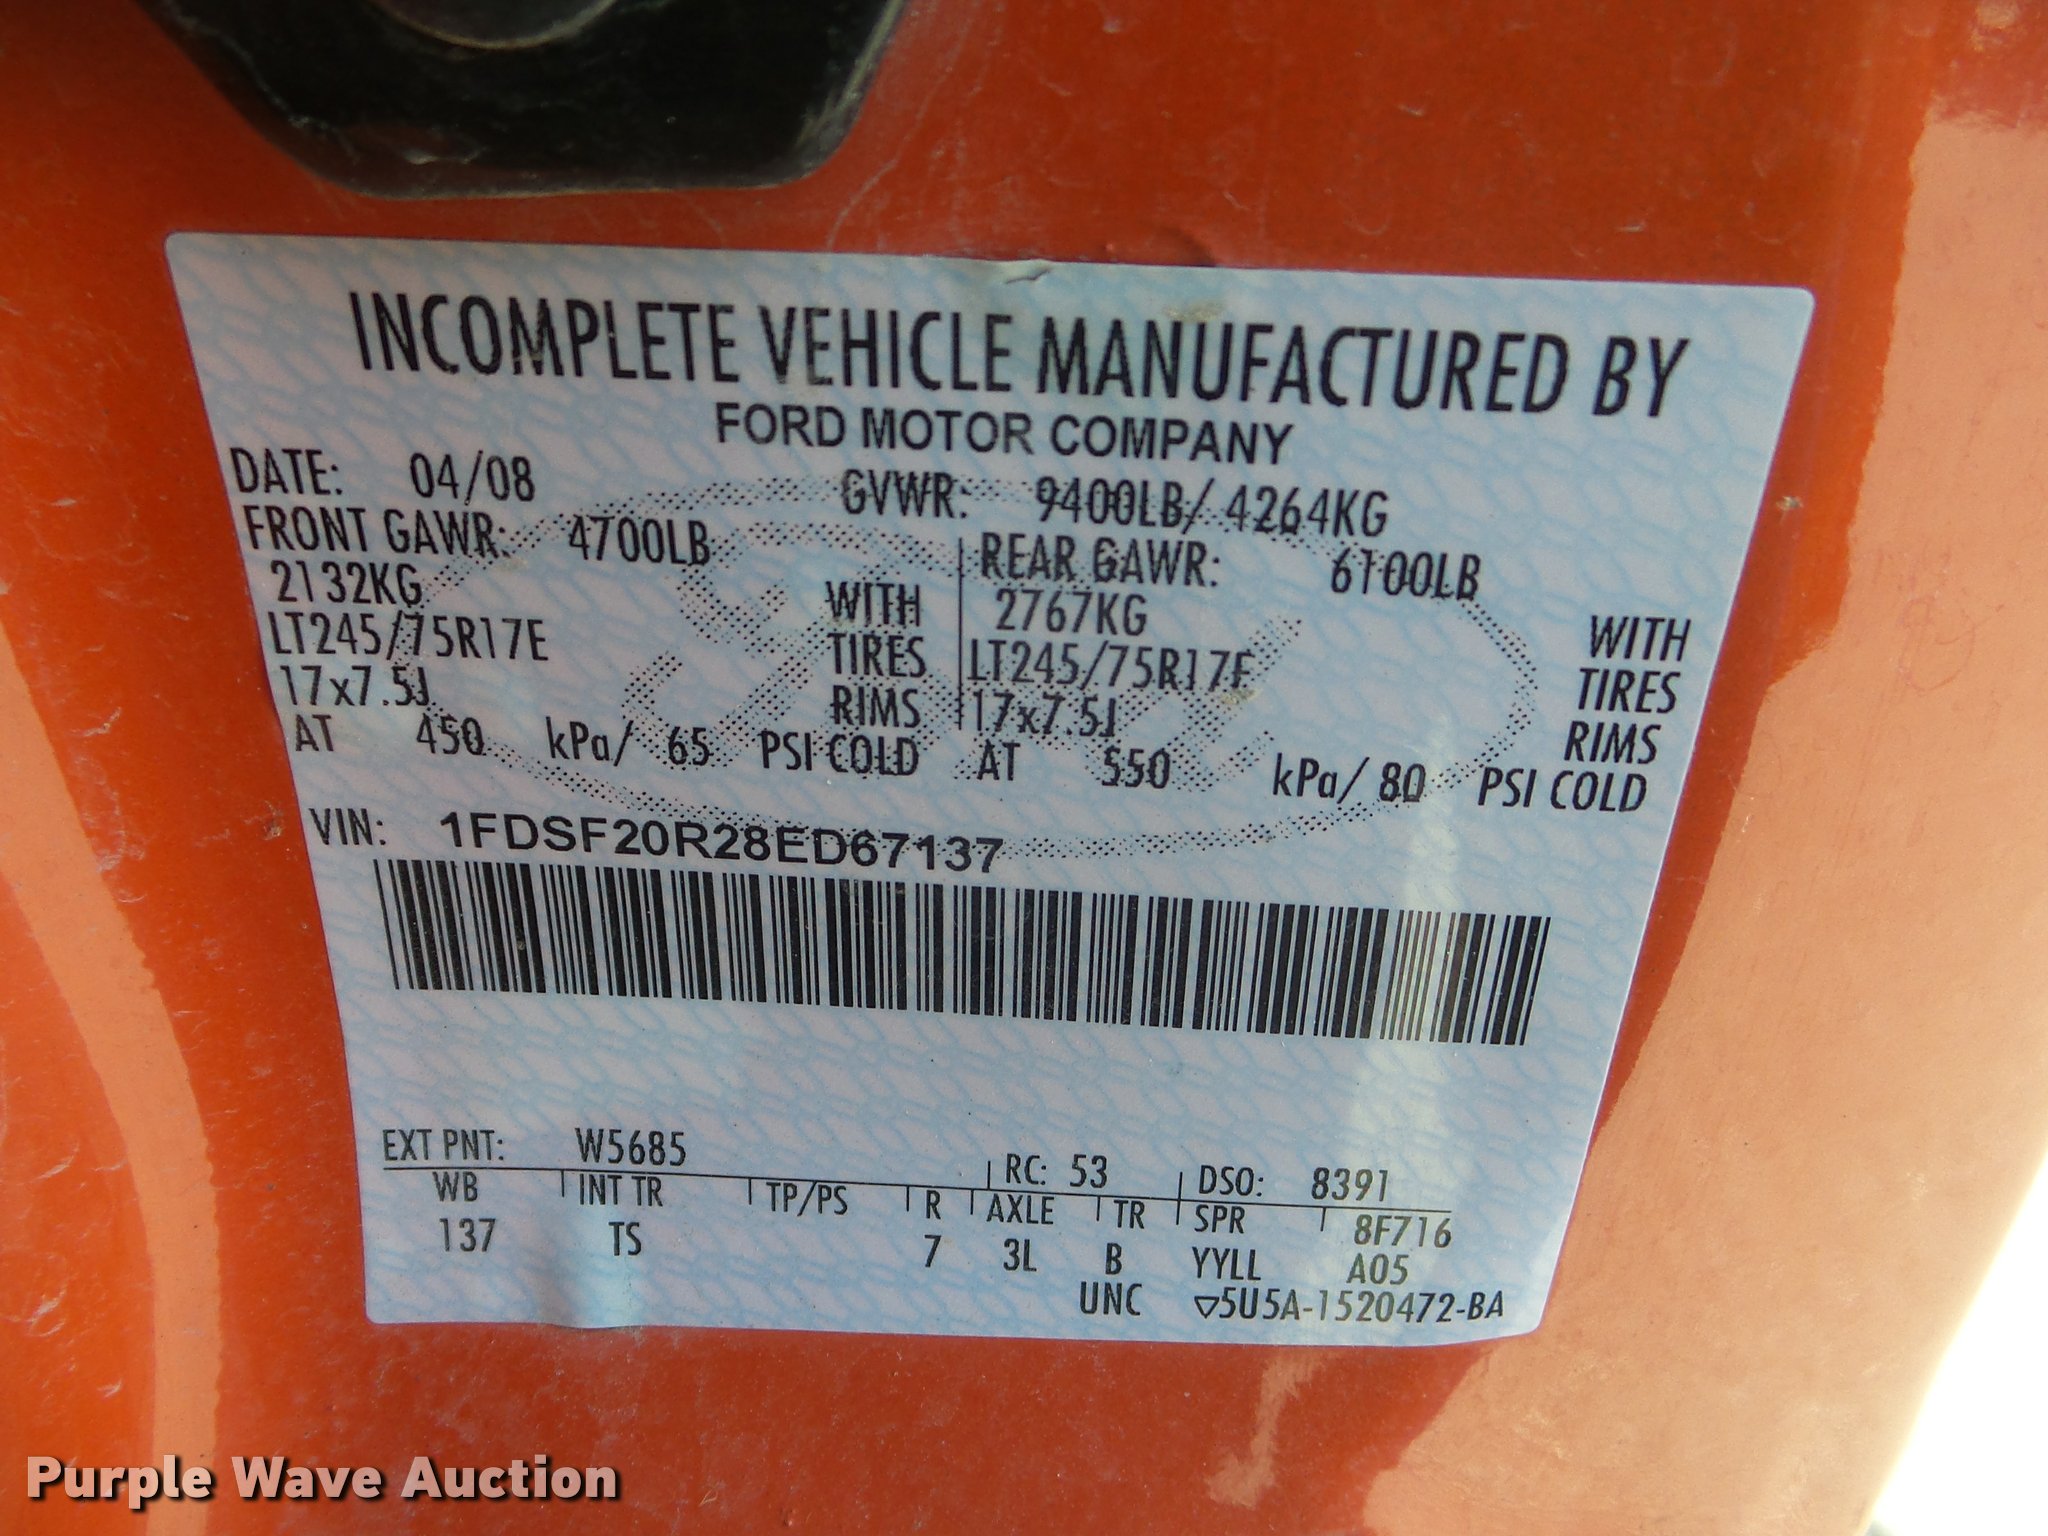 INCOMPLETE VEHICLE MANUFACTURED BY
FORD MOTOR COMPANY
DATE: 04/08 GVWR: 9400LB/ 4264KG
FRONT GAWR: 4700LB REAR GAWR: 6100LB
2132KG WITH 2767KG WITH
LT245/75R17E TIRES LT245/75R17E TIRES
17x7.5J RIMS 17x7.5J RIMS
AT 450 kPa/ 65 PSI COLD AT 550 kPa/ 80 PSI COLD
VIN: 1FDSF20R28ED67137
EXT PNT: W5685 RC: 53 DSO: 8391
WB INT TR TP/PS R AXLE TR SPR 8F716
137 TS 7 3L B YYLL A05
UNC ▽5U5A-1520472-BA
Purple Wave Auction